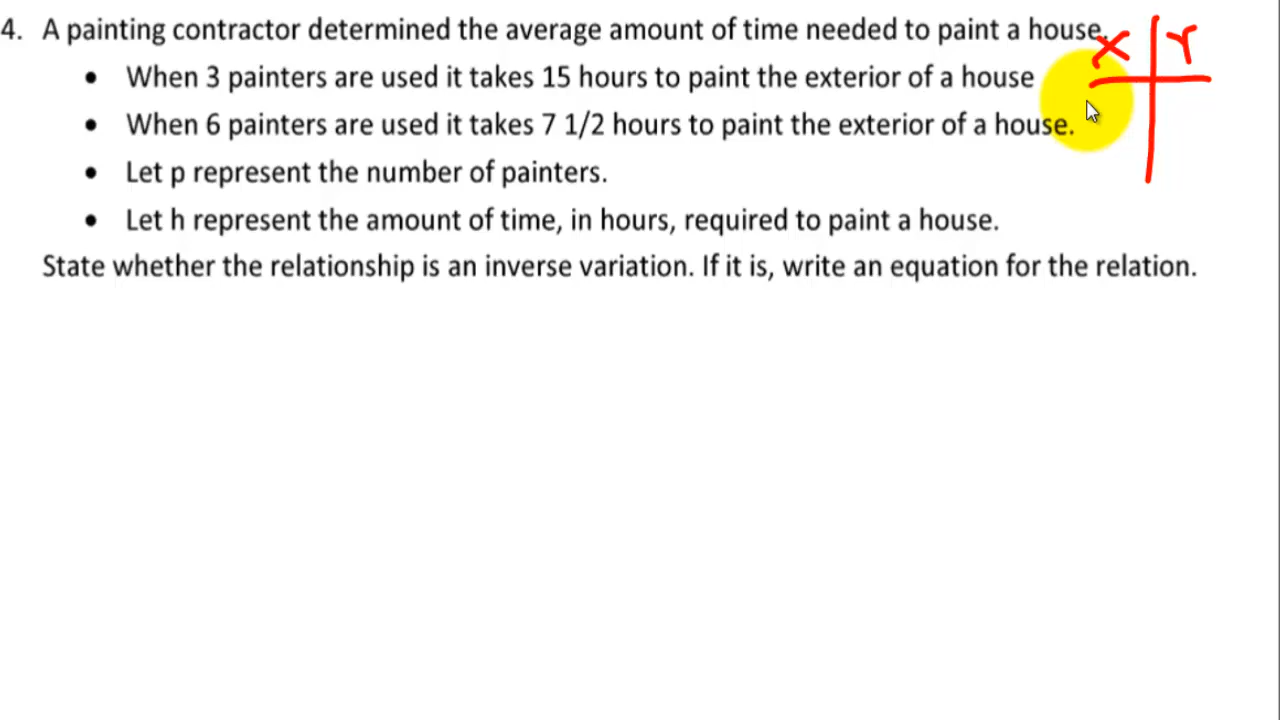 4. A painting contractor determined the average amount of time needed to paint a house.
X Y
• When 3 painters are used it takes 15 hours to paint the exterior of a house
• When 6 painters are used it takes 7 1/2 hours to paint the exterior of a house.
• Let p represent the number of painters.
• Let h represent the amount of time, in hours, required to paint a house.
State whether the relationship is an inverse variation. If it is, write an equation for the relation.